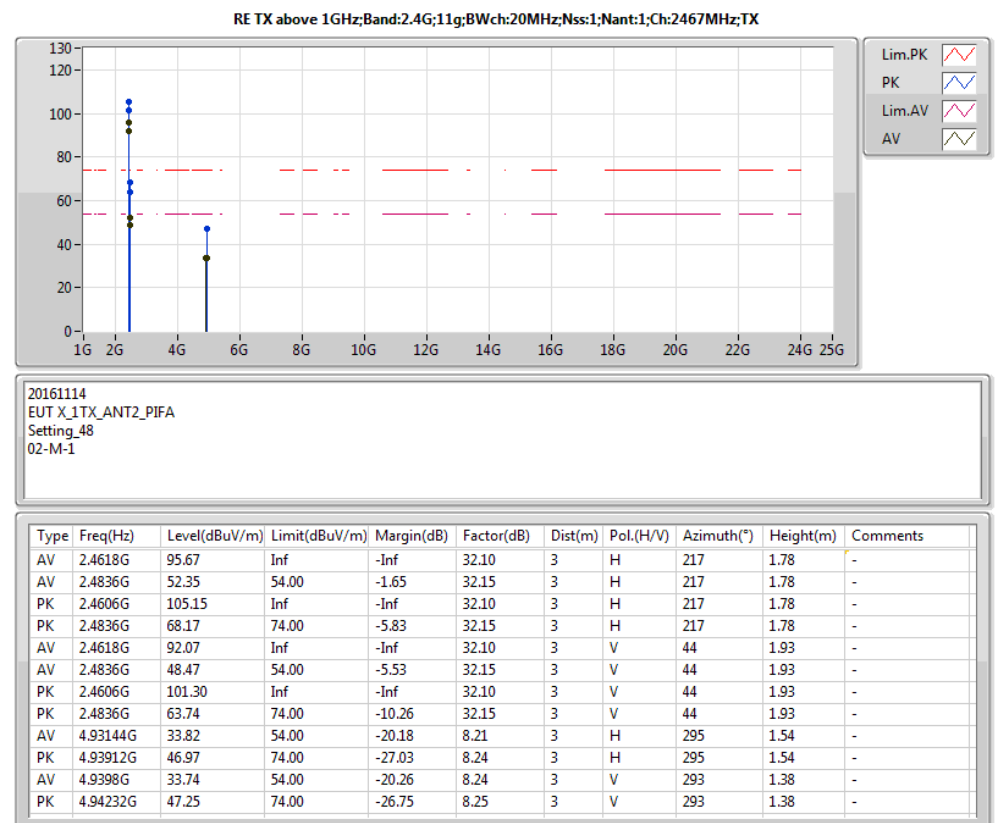 RE TX above 1GHz;Band:2.4G;11g;BWch:20MHz;Nss:1;Nant:1;Ch:2467MHz;TX
130
120
100
80
60
40
20
0
1G 2G 4G 6G 8G 10G 12G 14G 16G 18G 20G 22G 24G 25G
Lim.PK
PK
Lim.AV
AV
20161114
EUT X_1TX_ANT2_PIFA
Setting_48
02-M-1
Type Freq(Hz) Level(dBuV/m) Limit(dBuV/m) Margin(dB) Factor(dB) Dist(m) Pol.(H/V) Azimuth(°) Height(m) Comments
AV 2.4618G 95.67 Inf -Inf 32.10 3 H 217 1.78 -
AV 2.4836G 52.35 54.00 -1.65 32.15 3 H 217 1.78 -
PK 2.4606G 105.15 Inf -Inf 32.10 3 H 217 1.78 -
PK 2.4836G 68.17 74.00 -5.83 32.15 3 H 217 1.78 -
AV 2.4618G 92.07 Inf -Inf 32.10 3 V 44 1.93 -
AV 2.4836G 48.47 54.00 -5.53 32.15 3 V 44 1.93 -
PK 2.4606G 101.30 Inf -Inf 32.10 3 V 44 1.93 -
PK 2.4836G 63.74 74.00 -10.26 32.15 3 V 44 1.93 -
AV 4.93144G 33.82 54.00 -20.18 8.21 3 H 295 1.54 -
PK 4.93912G 46.97 74.00 -27.03 8.24 3 H 295 1.54 -
AV 4.9398G 33.74 54.00 -20.26 8.24 3 V 293 1.38 -
PK 4.94232G 47.25 74.00 -26.75 8.25 3 V 293 1.38 -